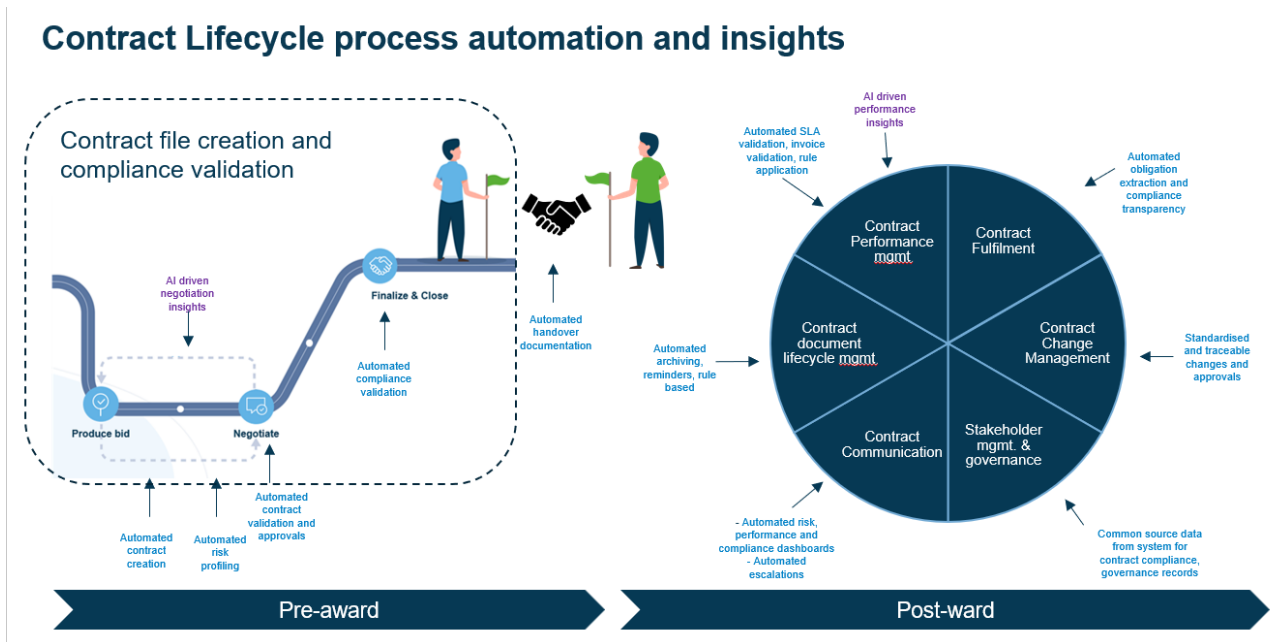 Contract Lifecycle process automation and insights
Contract file creation and
compliance validation
AI driven
negotiation
insights
Finalize & Close
Produce bid
Negotiate
Automated
compliance
validation
Automated
handover
documentation
Automated
contract
creation
Automated
risk
profiling
Automated
contract
validation and
approvals
AI driven
performance
insights
Automated SLA
validation, invoice
validation, rule
application
Automated
obligation
extraction and
compliance
transparency
Contract
Performance
mgmt
Contract
Fulfilment
Contract
document
lifecycle mgmt
Contract
Change
Management
Contract
Communication
Stakeholder
mgmt. &
governance
Automated
archiving,
reminders, rule
based
Standardised
and traceable
changes and
approvals
- Automated risk,
performance and
compliance dashboards
- Automated
escalations
Common source data
from system for
contract compliance,
governance records
Pre-award
Post-ward